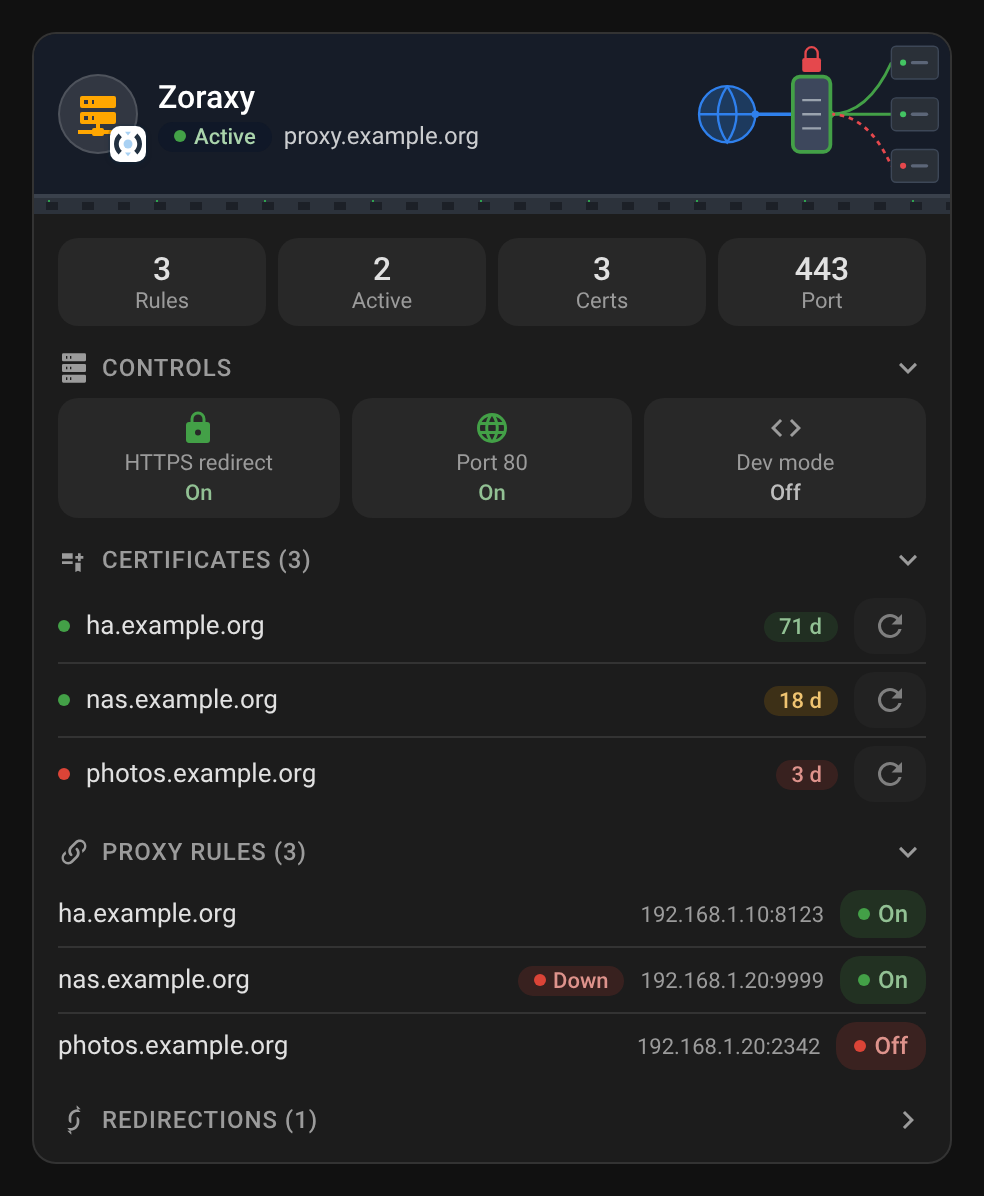 Zoraxy
Active proxy.example.org
3 2 3 443
Rules Active Certs Port
CONTROLS
HTTPS redirect Port 80 Dev mode
On On Off
CERTIFICATES (3)
ha.example.org 71 d
nas.example.org 18 d
photos.example.org 3 d
PROXY RULES (3)
ha.example.org 192.168.1.10:8123 On
nas.example.org Down 192.168.1.20:9999 On
photos.example.org 192.168.1.20:2342 Off
REDIRECTIONS (1)